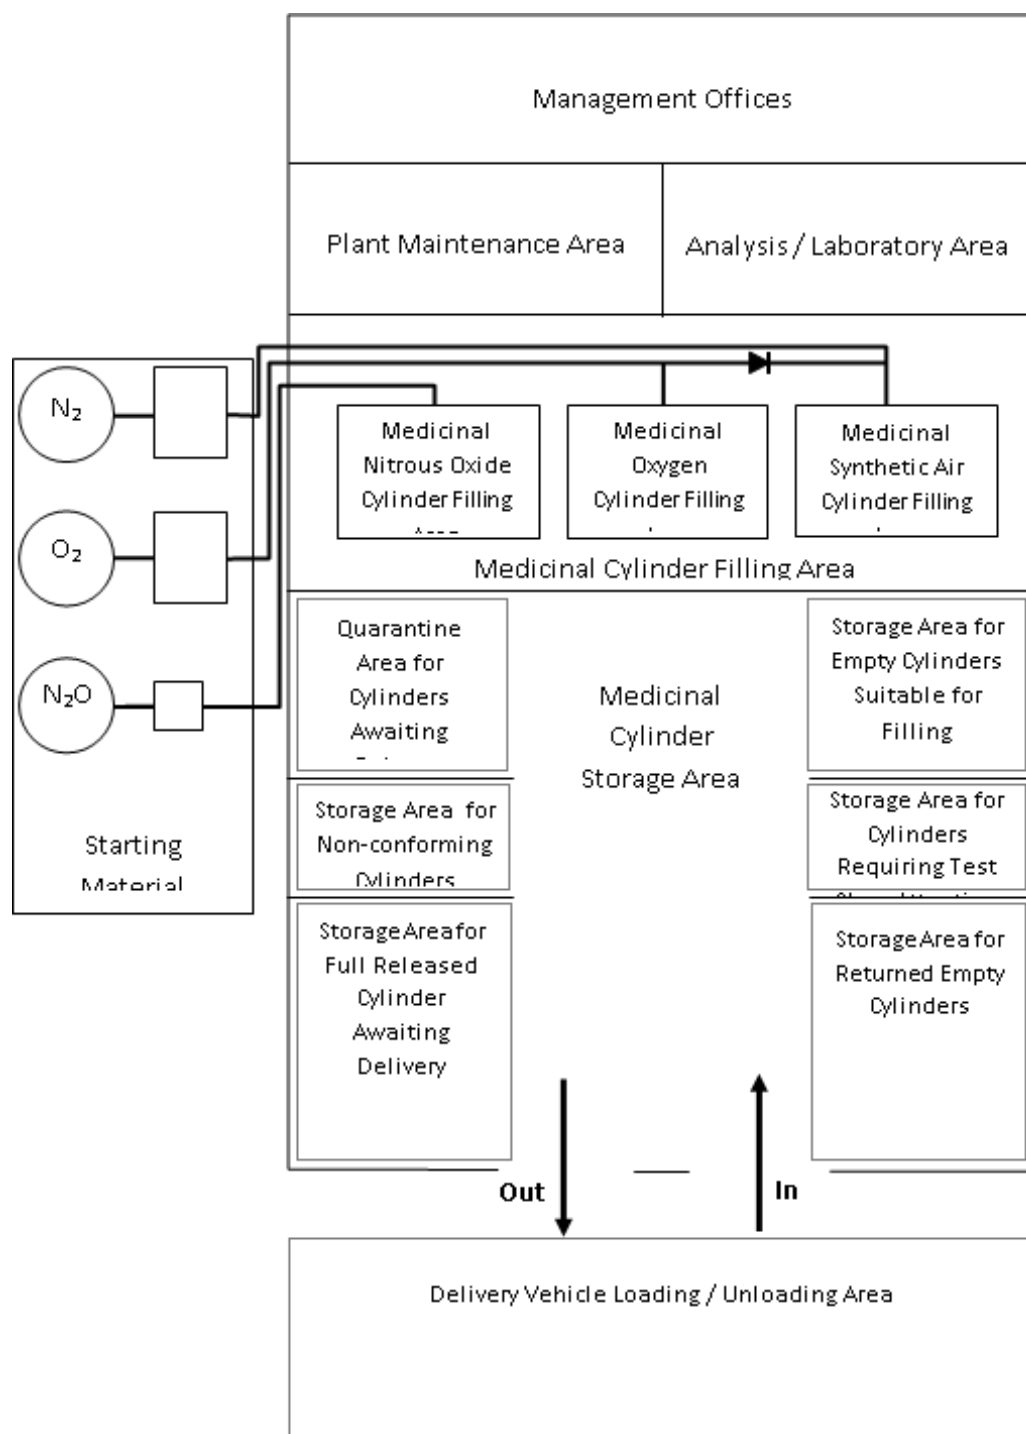 Management Offices
Plant Maintenance Area
Analysis / Laboratory Area
N₂
O₂
N₂O
Starting
Material
Medicinal
Nitrous Oxide
Cylinder Filling
Medicinal
Oxygen
Cylinder Filling
Medicinal
Synthetic Air
Cylinder Filling
Medicinal Cylinder Filling Area
Quarantine
Area for
Cylinders
Awaiting
Storage Area for
Non-conforming
Cylinders
Storage Area for
Full Released
Cylinder
Awaiting
Delivery
Medicinal
Cylinder
Storage Area
Storage Area for
Empty Cylinders
Suitable for
Filling
Storage Area for
Cylinders
Requiring Test
Storage Area for
Returned Empty
Cylinders
Out
In
Delivery Vehicle Loading / Unloading Area